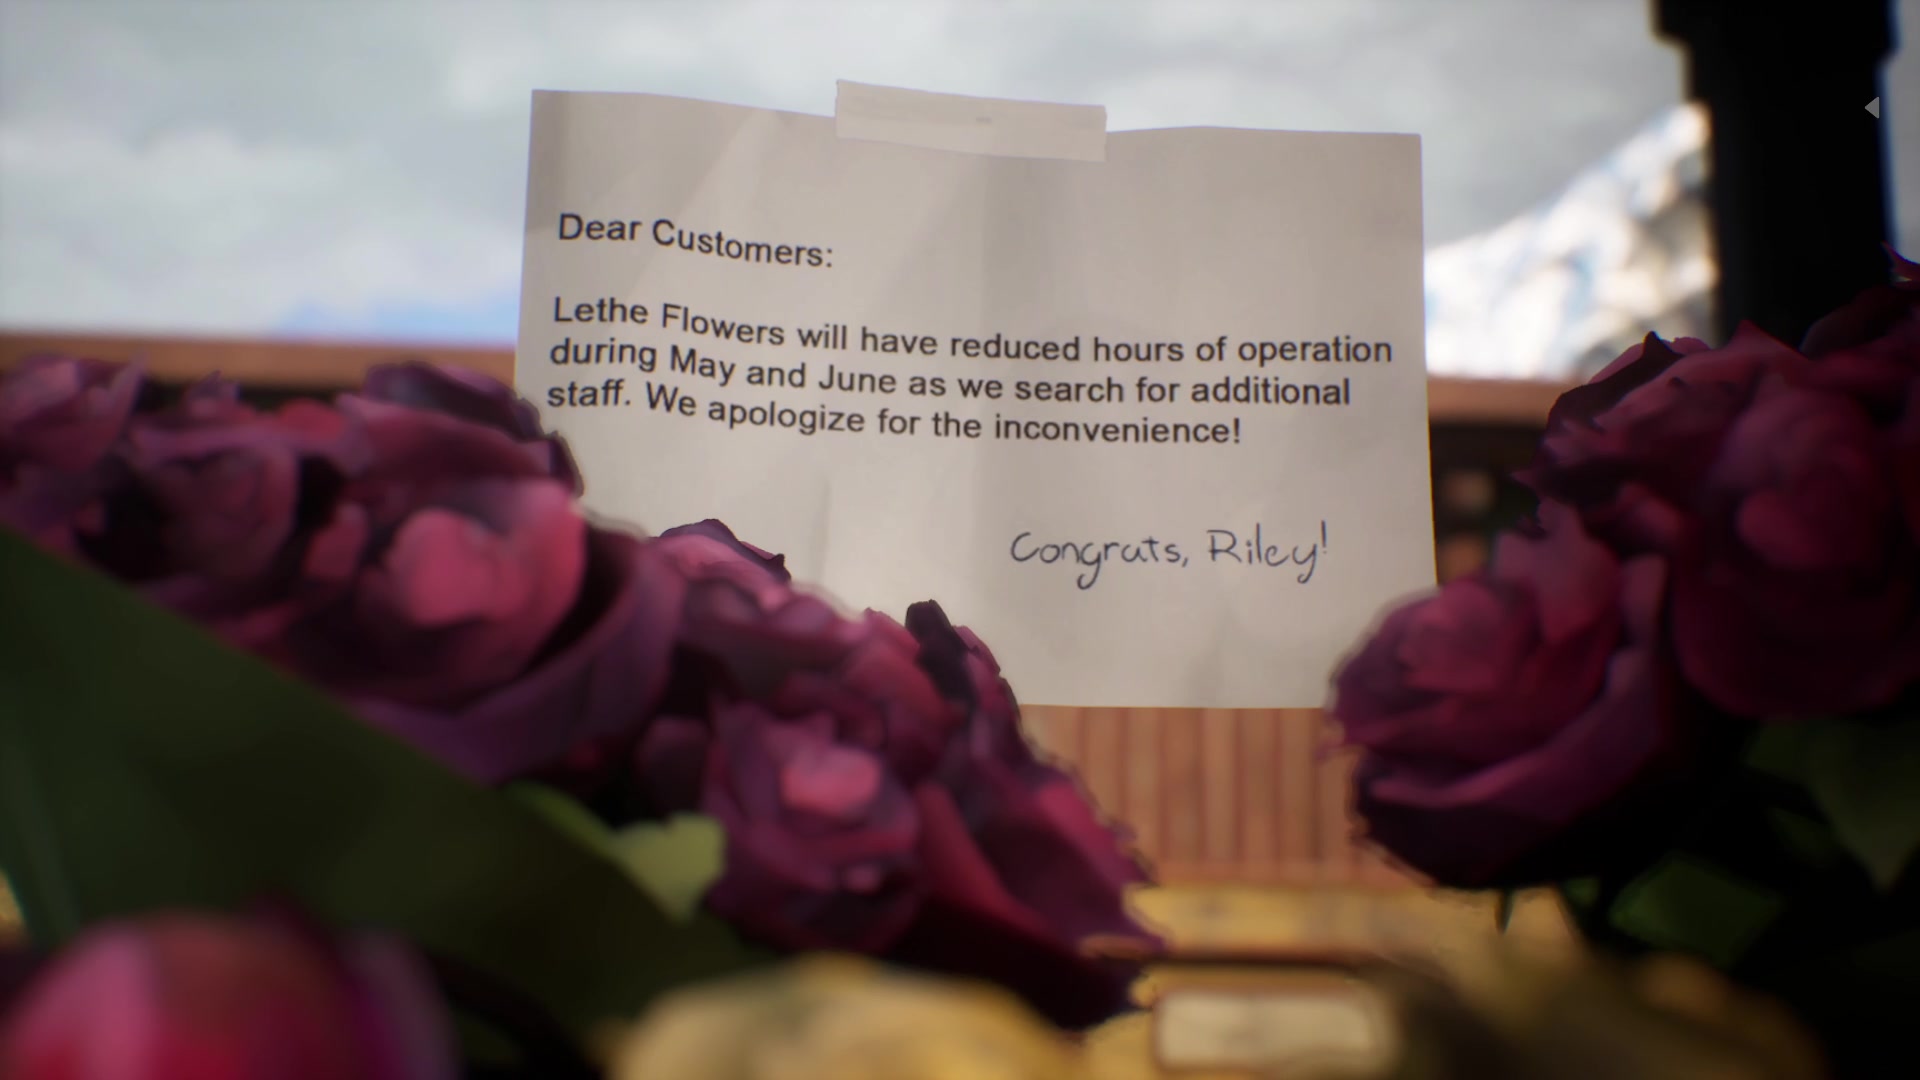 Dear Customers:
Lethe Flowers will have reduced hours of operation
during May and June as we search for additional
staff. We apologize for the inconvenience!
Congrats, Riley!